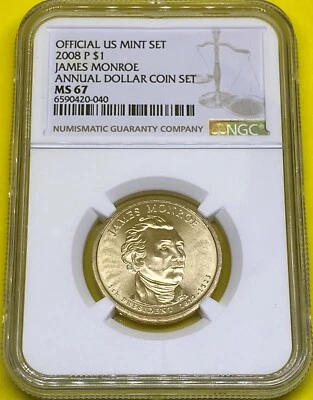 OFFICIAL US MINT SET
2008 P $1
JAMES MONROE
ANNUAL DOLLAR COIN SET
MS 67
6590420-040
NUMISMATIC GUARANTY COMPANY
NGC
JAMES MONROE
PRESIDENT